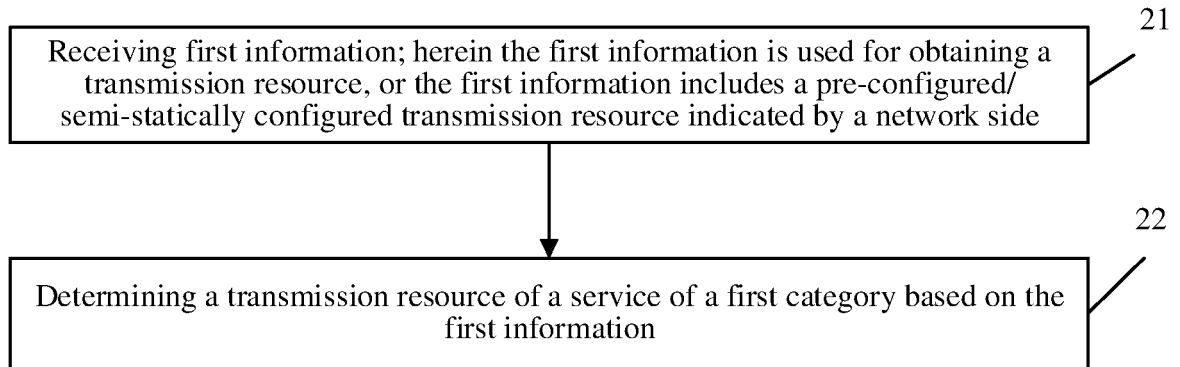 21
Receiving first information; herein the first information is used for obtaining a
transmission resource, or the first information includes a pre-configured/
semi-statically configured transmission resource indicated by a network side
22
Determining a transmission resource of a service of a first category based on the
first information